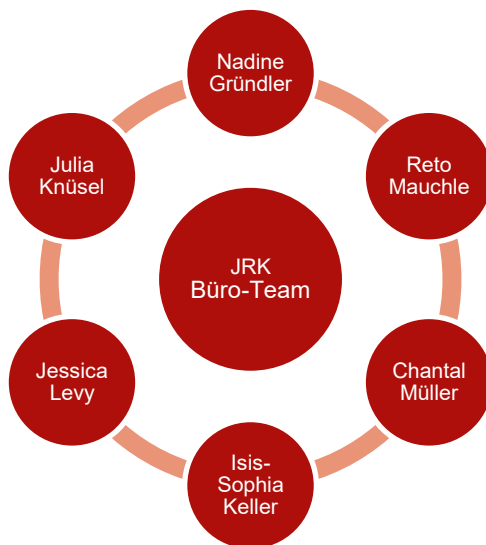 Nadine
Gründler
Reto
Mauchle
Chantal
Müller
Isis-
Sophia
Keller
Jessica
Levy
Julia
Knüsel
JRK
Büro-Team